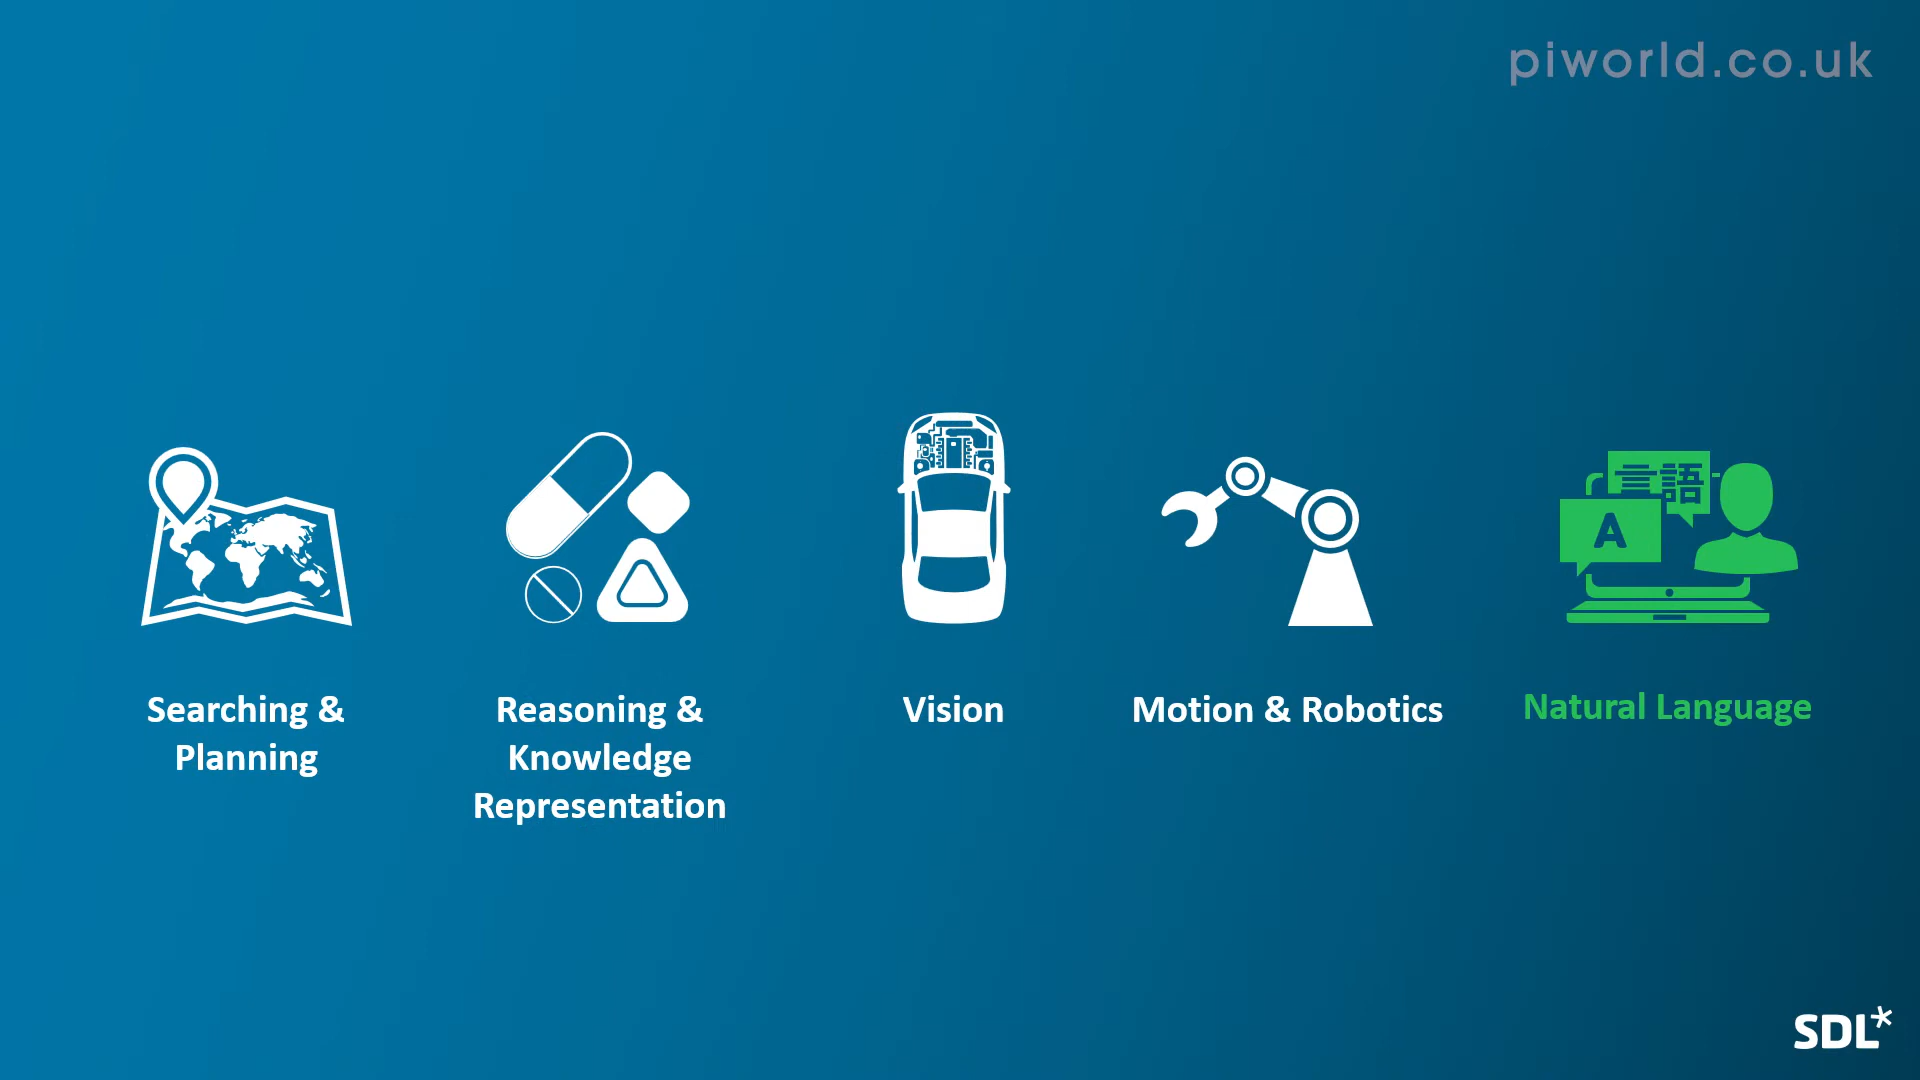 piworld.co.uk
言語
A
Searching &
Planning
Reasoning &
Knowledge
Representation
Vision
Motion & Robotics
Natural Language
SDL*